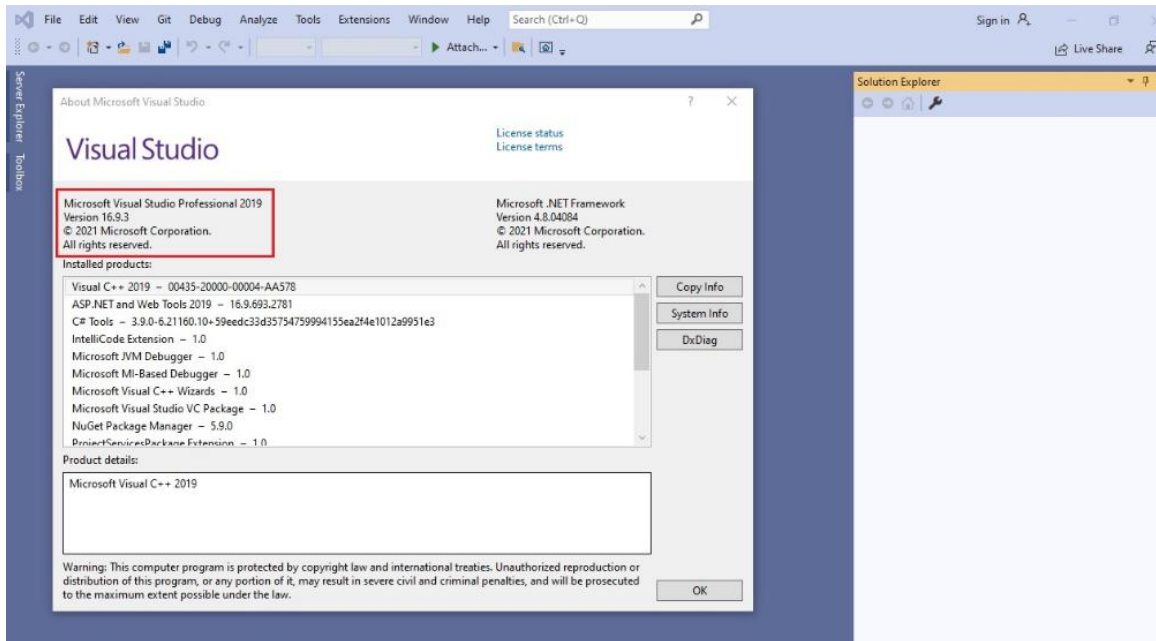 File Edit View Git Debug Analyze Tools Extensions Window Help Search (Ctrl+Q) Sign in
Attach... Live Share
Server Explorer
Toolbox
Solution Explorer
About Microsoft Visual Studio
Visual Studio
License status
License terms
Microsoft Visual Studio Professional 2019
Version 16.9.3
© 2021 Microsoft Corporation.
All rights reserved.
Microsoft .NET Framework
Version 4.8.04084
© 2021 Microsoft Corporation.
All rights reserved.
Installed products:
Visual C++ 2019 – 00435-20000-00004-AA578
ASP.NET and Web Tools 2019 – 16.9.693.2781
C# Tools – 3.9.0-6.21160.10+59eedc33d35754759994155ea2f4e1012a9951e3
IntelliCode Extension – 1.0
Microsoft JVM Debugger – 1.0
Microsoft MI-Based Debugger – 1.0
Microsoft Visual C++ Wizards – 1.0
Microsoft Visual Studio VC Package – 1.0
NuGet Package Manager – 5.9.0
ProjectServicesPackage Extension – 1.0
Copy Info
System Info
DxDiag
Product details:
Microsoft Visual C++ 2019
Warning: This computer program is protected by copyright law and international treaties. Unauthorized reproduction or
distribution of this program, or any portion of it, may result in severe civil and criminal penalties, and will be prosecuted
to the maximum extent possible under the law.
OK